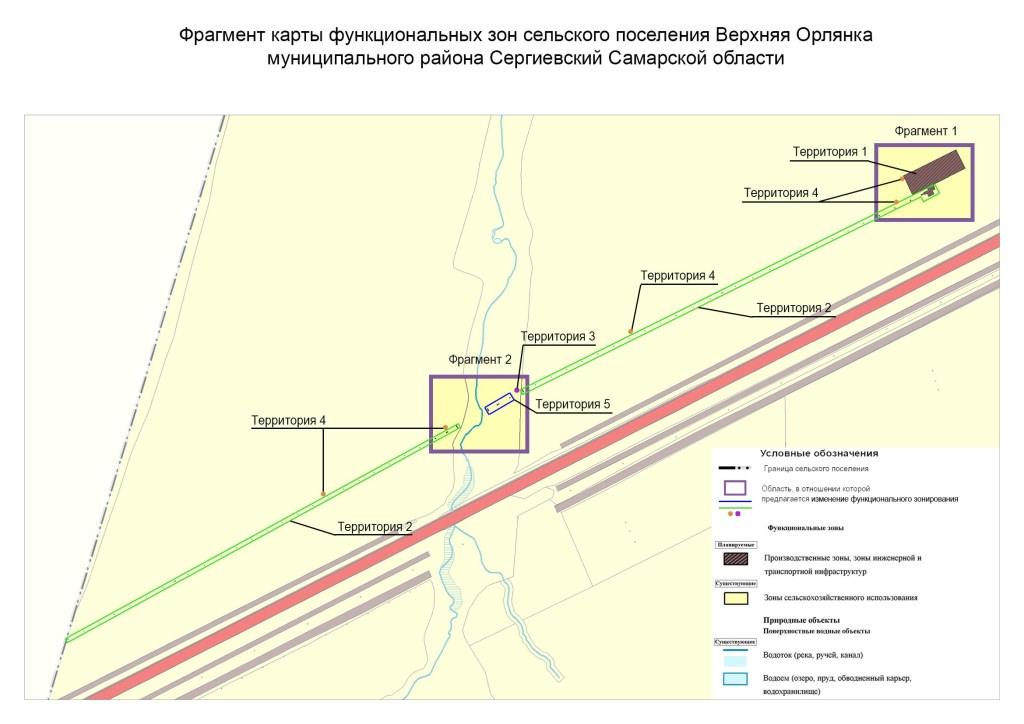 Фрагмент карты функциональных зон сельского поселения Верхняя Орлянка
муниципального района Сергиевский Самарской области
Фрагмент 1
Территория 1
Территория 4
Территория 4
Территория 2
Территория 3
Фрагмент 2
Территория 5
Территория 4
Территория 2
Условные обозначения
Граница сельского поселения
Область, в отношении которой
предлагается изменение функционального зонирования
Функциональные зоны
Планируемые
Производственные зоны, зоны инженерной и
транспортной инфраструктур
Существующие
Зоны сельскохозяйственного использования
Природные объекты
Поверхностные водные объекты
Существующие
Водоток (река, ручей, канал)
Водоем (озеро, пруд, обводненный карьер,
водохранилище)